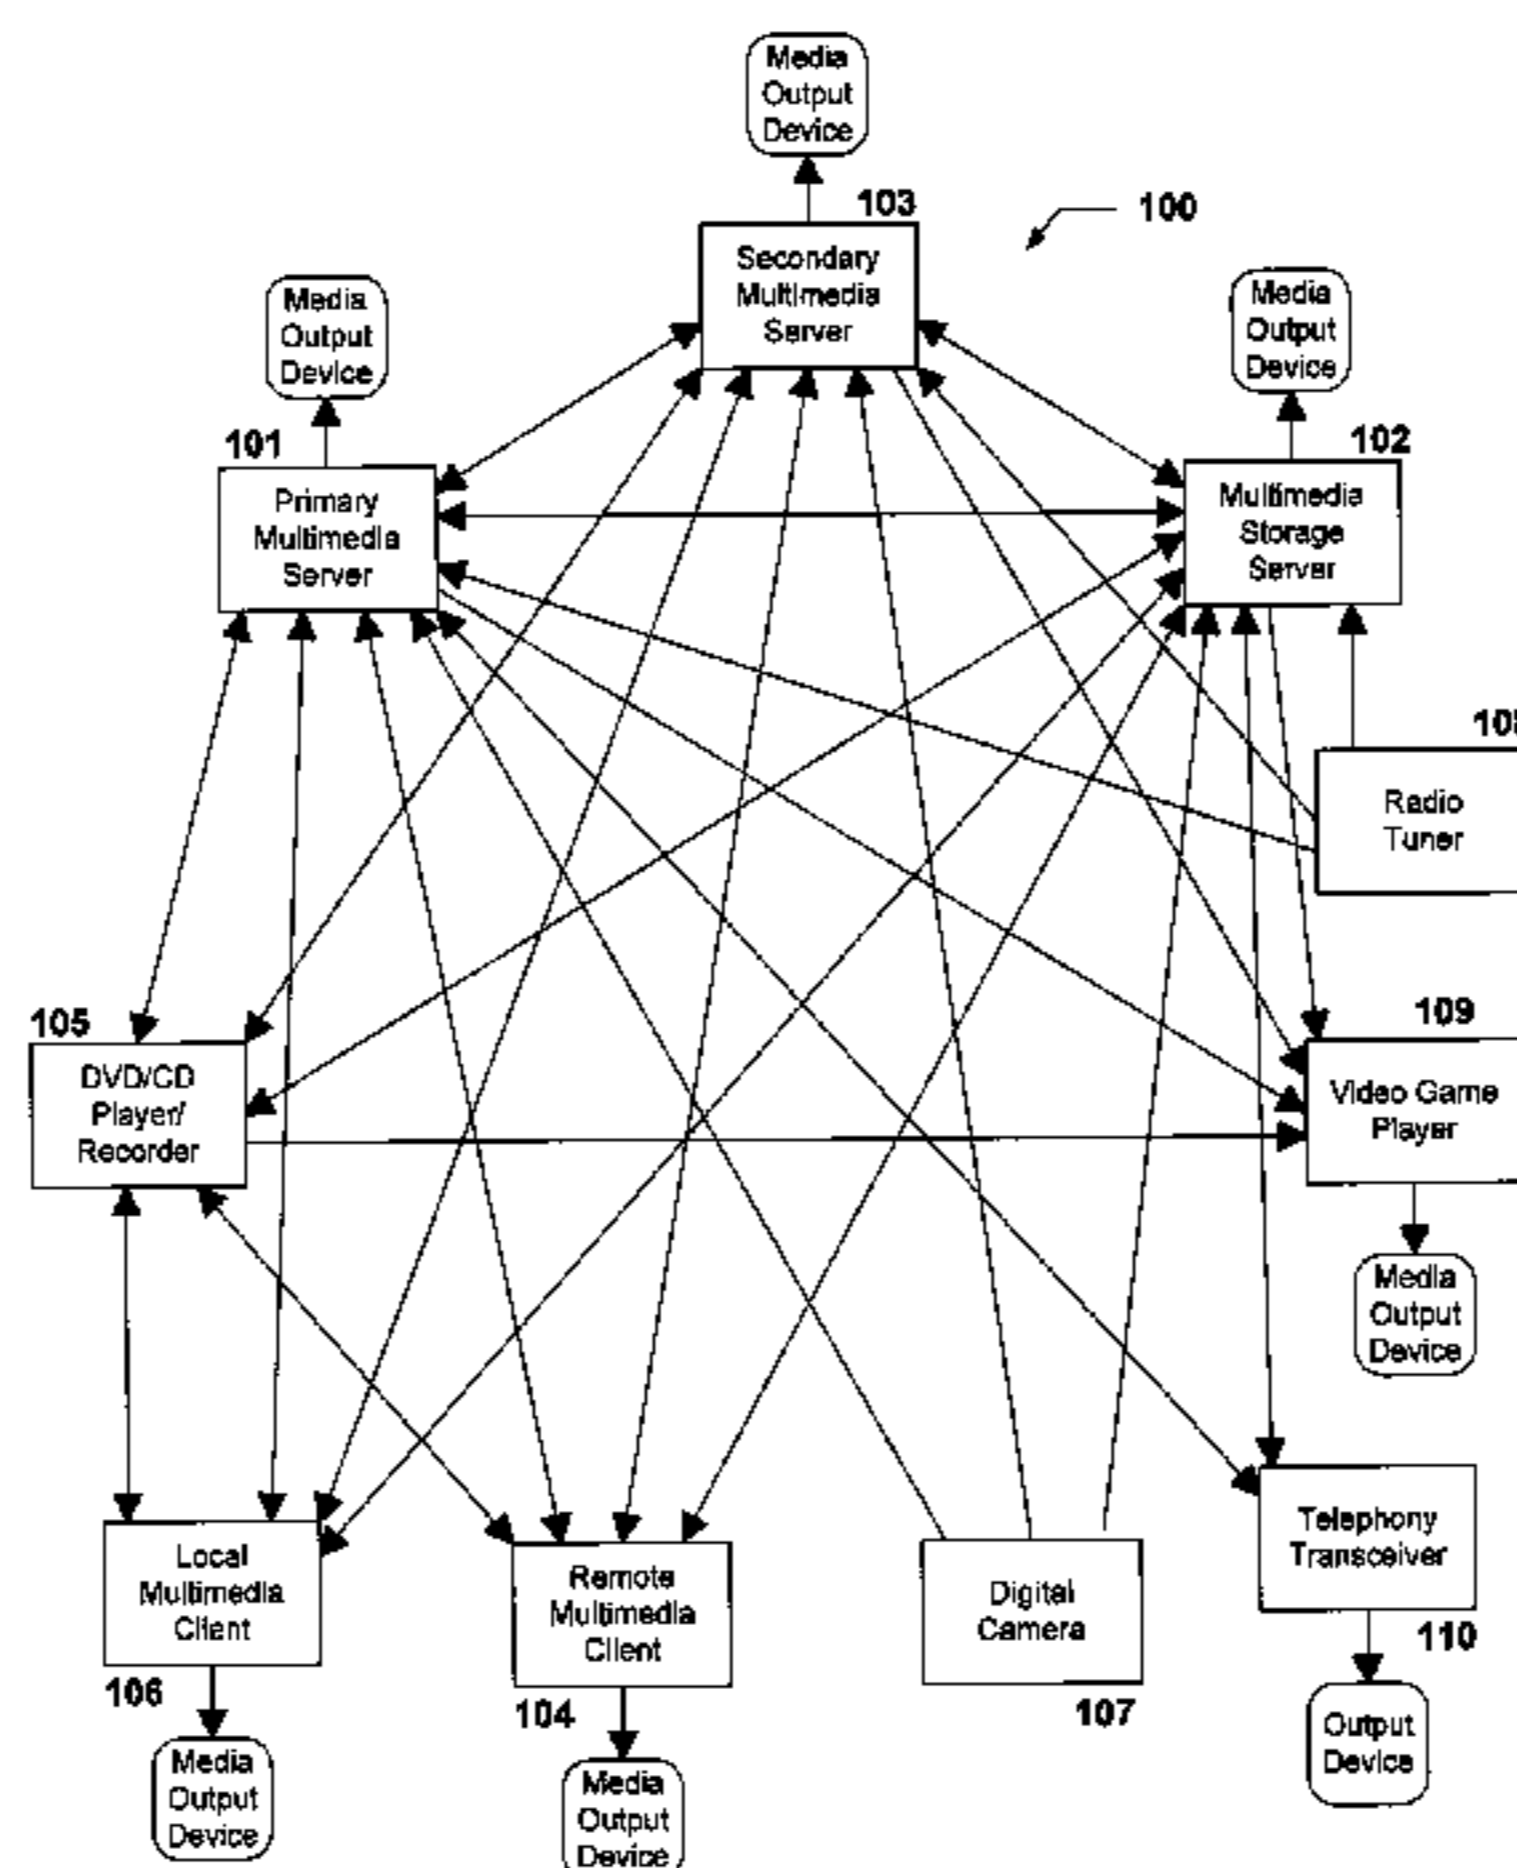 Media
Output
Device
103
100
Secondary
Multimedia
Server
Media
Output
Device
Media
Output
Device
101
102
Primary
Multimedia
Server
Multimedia
Storage
Server
Radio
Tuner
105
109
DVD/CD
Player/
Recorder
Video Game
Player
Media
Output
Device
Telephony
Transceiver
Local
Multimedia
Client
Remote
Multimedia
Client
Digital
Camera
110
106
104
107
Output
Device
Media
Output
Device
Media
Output
Device